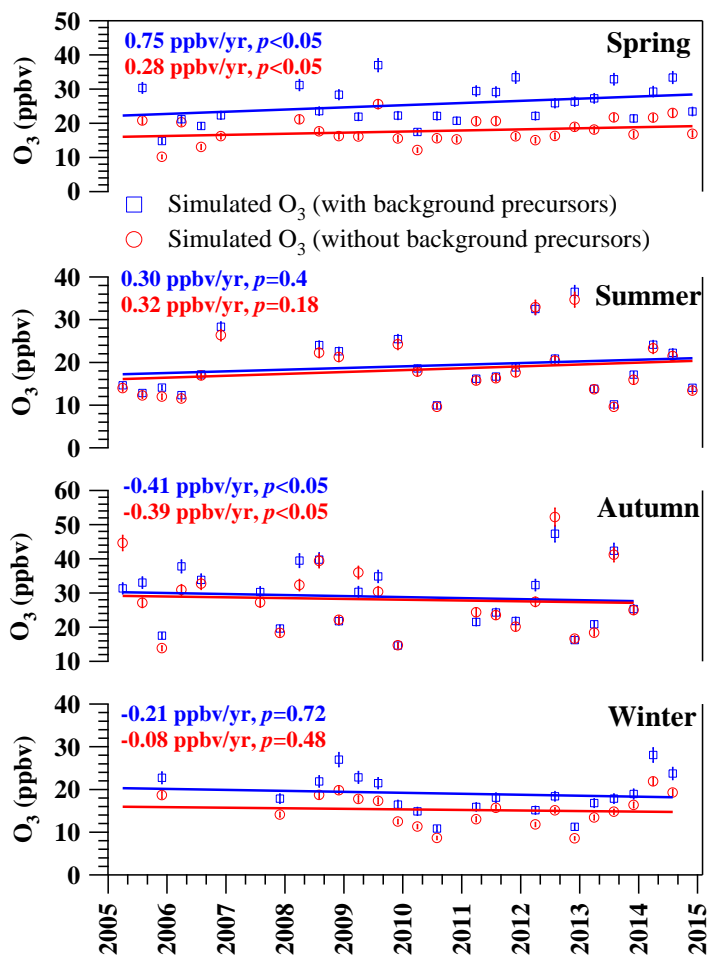 0.75 ppbv/yr, p<0.05
0.28 ppbv/yr, p<0.05
Spring
50
40
30
20
10
0
O3 (ppbv)
Simulated O3 (with background precursors)
Simulated O3 (without background precursors)
0.30 ppbv/yr, p=0.4
0.32 ppbv/yr, p=0.18
Summer
40
30
20
10
0
O3 (ppbv)
-0.41 ppbv/yr, p<0.05
-0.39 ppbv/yr, p<0.05
Autumn
60
50
40
30
20
10
O3 (ppbv)
-0.21 ppbv/yr, p=0.72
-0.08 ppbv/yr, p=0.48
Winter
40
30
20
10
0
O3 (ppbv)
2005 2006 2007 2008 2009 2010 2011 2012 2013 2014 2015